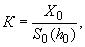 K = X₀ / S₀(h₀),